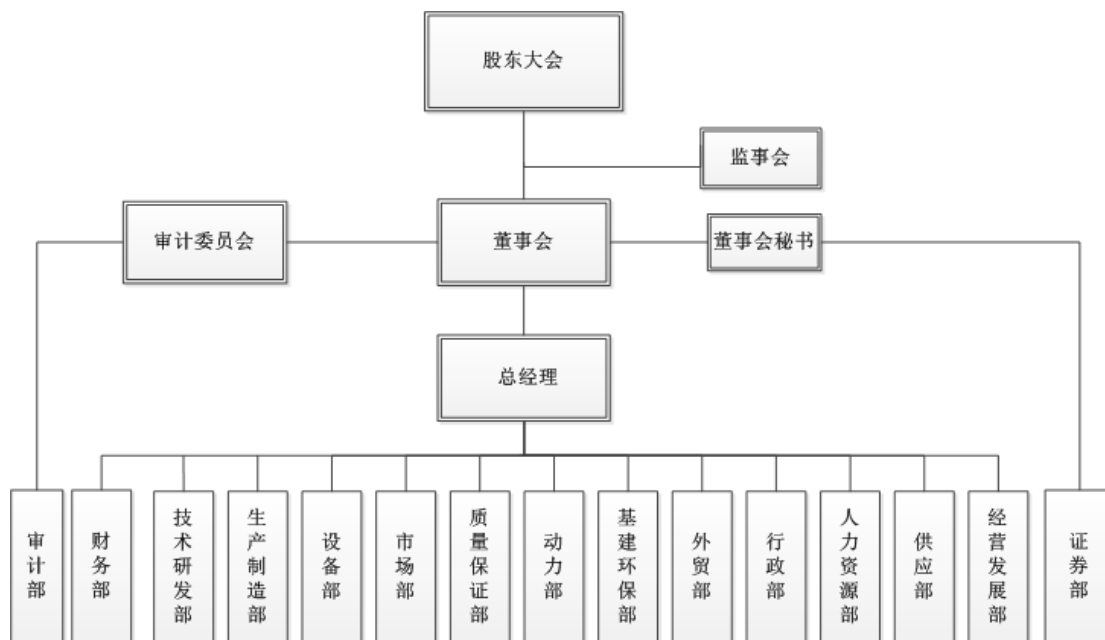 股东大会
监事会
审计委员会
董事会
董事会秘书
总经理
审计部
财务部
技术研发部
生产制造部
设备部
市场部
质量保证部
动力部
基建环保部
外贸部
行政部
人力资源部
供应部
经营发展部
证券部